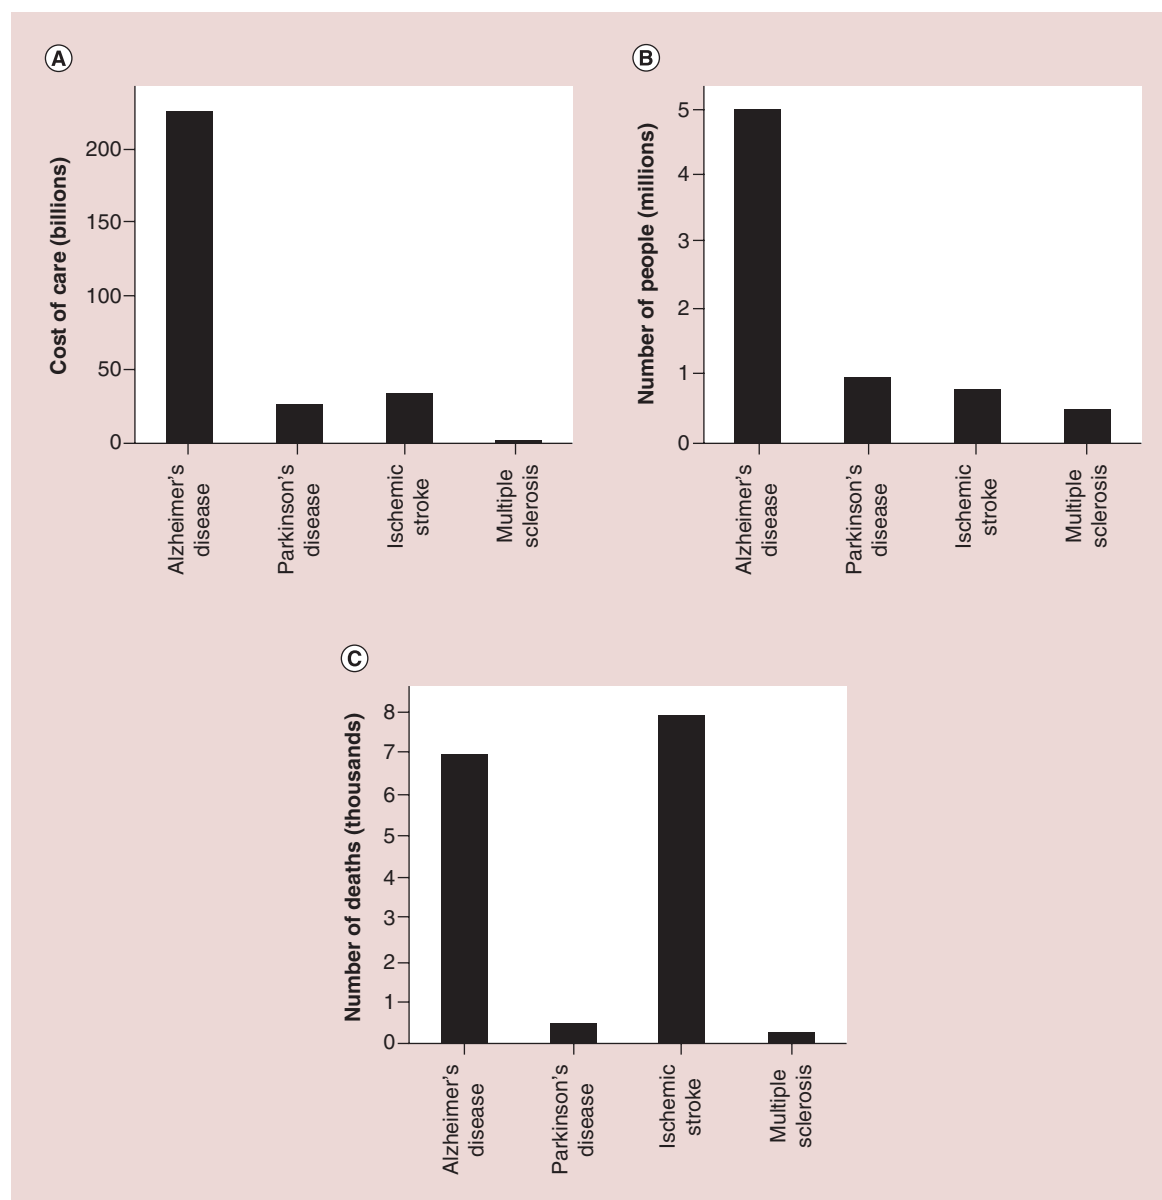 A
Cost of care (billions)
200
150
100
50
0
Alzheimer's
disease
Parkinson's
disease
Ischemic
stroke
Multiple
sclerosis
B
Number of people (millions)
5
4
3
2
1
0
Alzheimer's
disease
Parkinson's
disease
Ischemic
stroke
Multiple
sclerosis
C
Number of deaths (thousands)
8
7
6
5
4
3
2
1
0
Alzheimer's
disease
Parkinson's
disease
Ischemic
stroke
Multiple
sclerosis